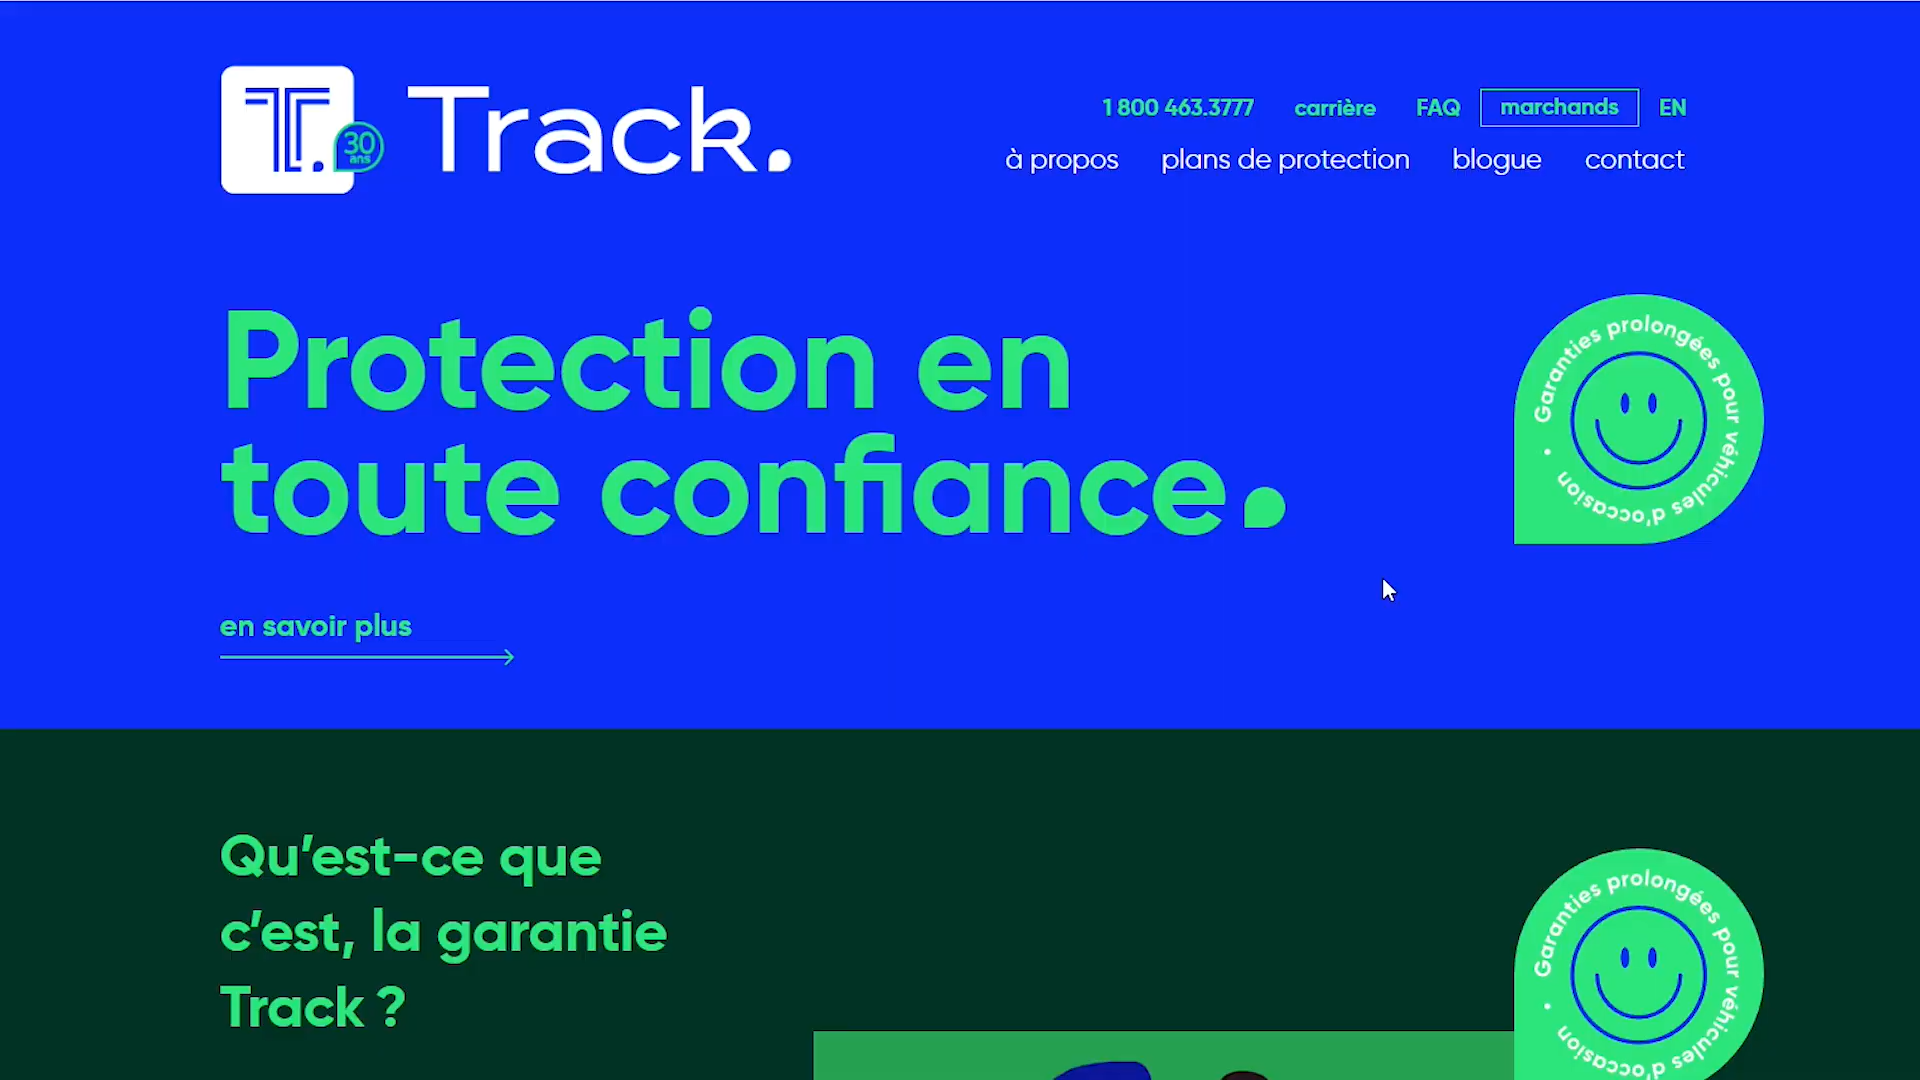 T.
30
ans
Track.
1 800 463.3777 carrière FAQ marchands EN
à propos plans de protection blogue contact
Protection en
toute confiance.
Garanties prolongées pour véhicules d'occasion •
en savoir plus
Qu'est-ce que
c'est, la garantie
Track ?
Garanties prolongées pour véhicules d'occasion •